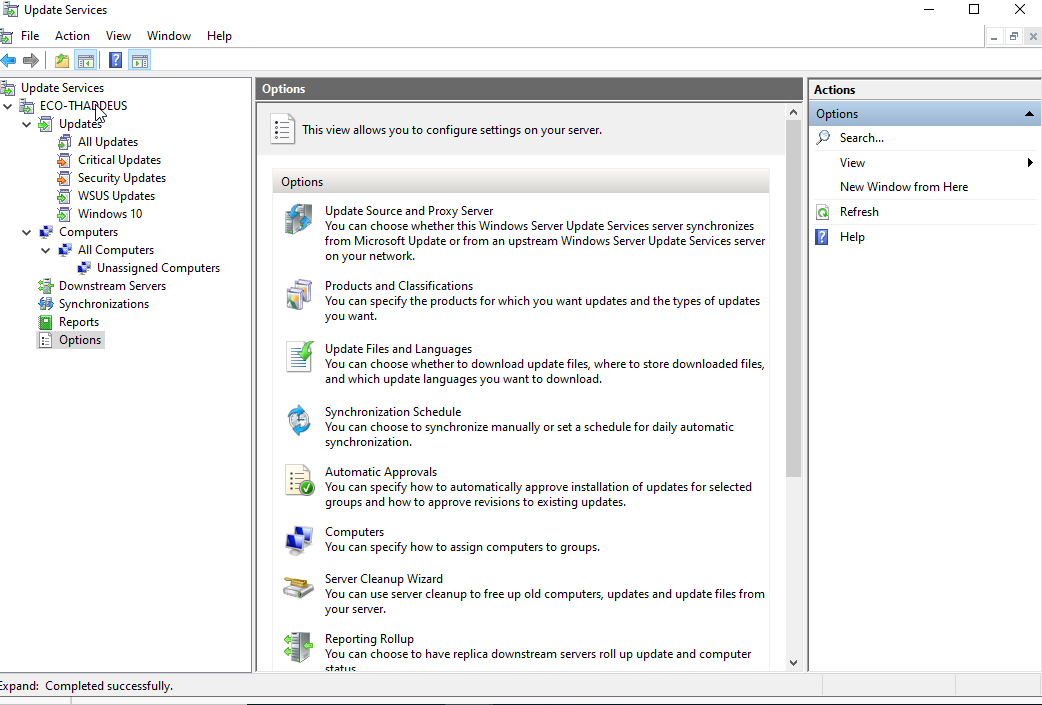 Update Services
File Action View Window Help
Update Services
ECO-THADDEUS
Updates
All Updates
Critical Updates
Security Updates
WSUS Updates
Windows 10
Computers
All Computers
Unassigned Computers
Downstream Servers
Synchronizations
Reports
Options
Options
This view allows you to configure settings on your server.
Options
Update Source and Proxy Server
You can choose whether this Windows Server Update Services server synchronizes
from Microsoft Update or from an upstream Windows Server Update Services server
on your network.
Products and Classifications
You can specify the products for which you want updates and the types of updates
you want.
Update Files and Languages
You can choose whether to download update files, where to store downloaded files,
and which update languages you want to download.
Synchronization Schedule
You can choose to synchronize manually or set a schedule for daily automatic
synchronization.
Automatic Approvals
You can specify how to automatically approve installation of updates for selected
groups and how to approve revisions to existing updates.
Computers
You can specify how to assign computers to groups.
Server Cleanup Wizard
You can use server cleanup to free up old computers, updates and update files from
your server.
Reporting Rollup
You can choose to have replica downstream servers roll up update and computer
status.
Actions
Options
Search...
View
New Window from Here
Refresh
Help
Expand: Completed successfully.